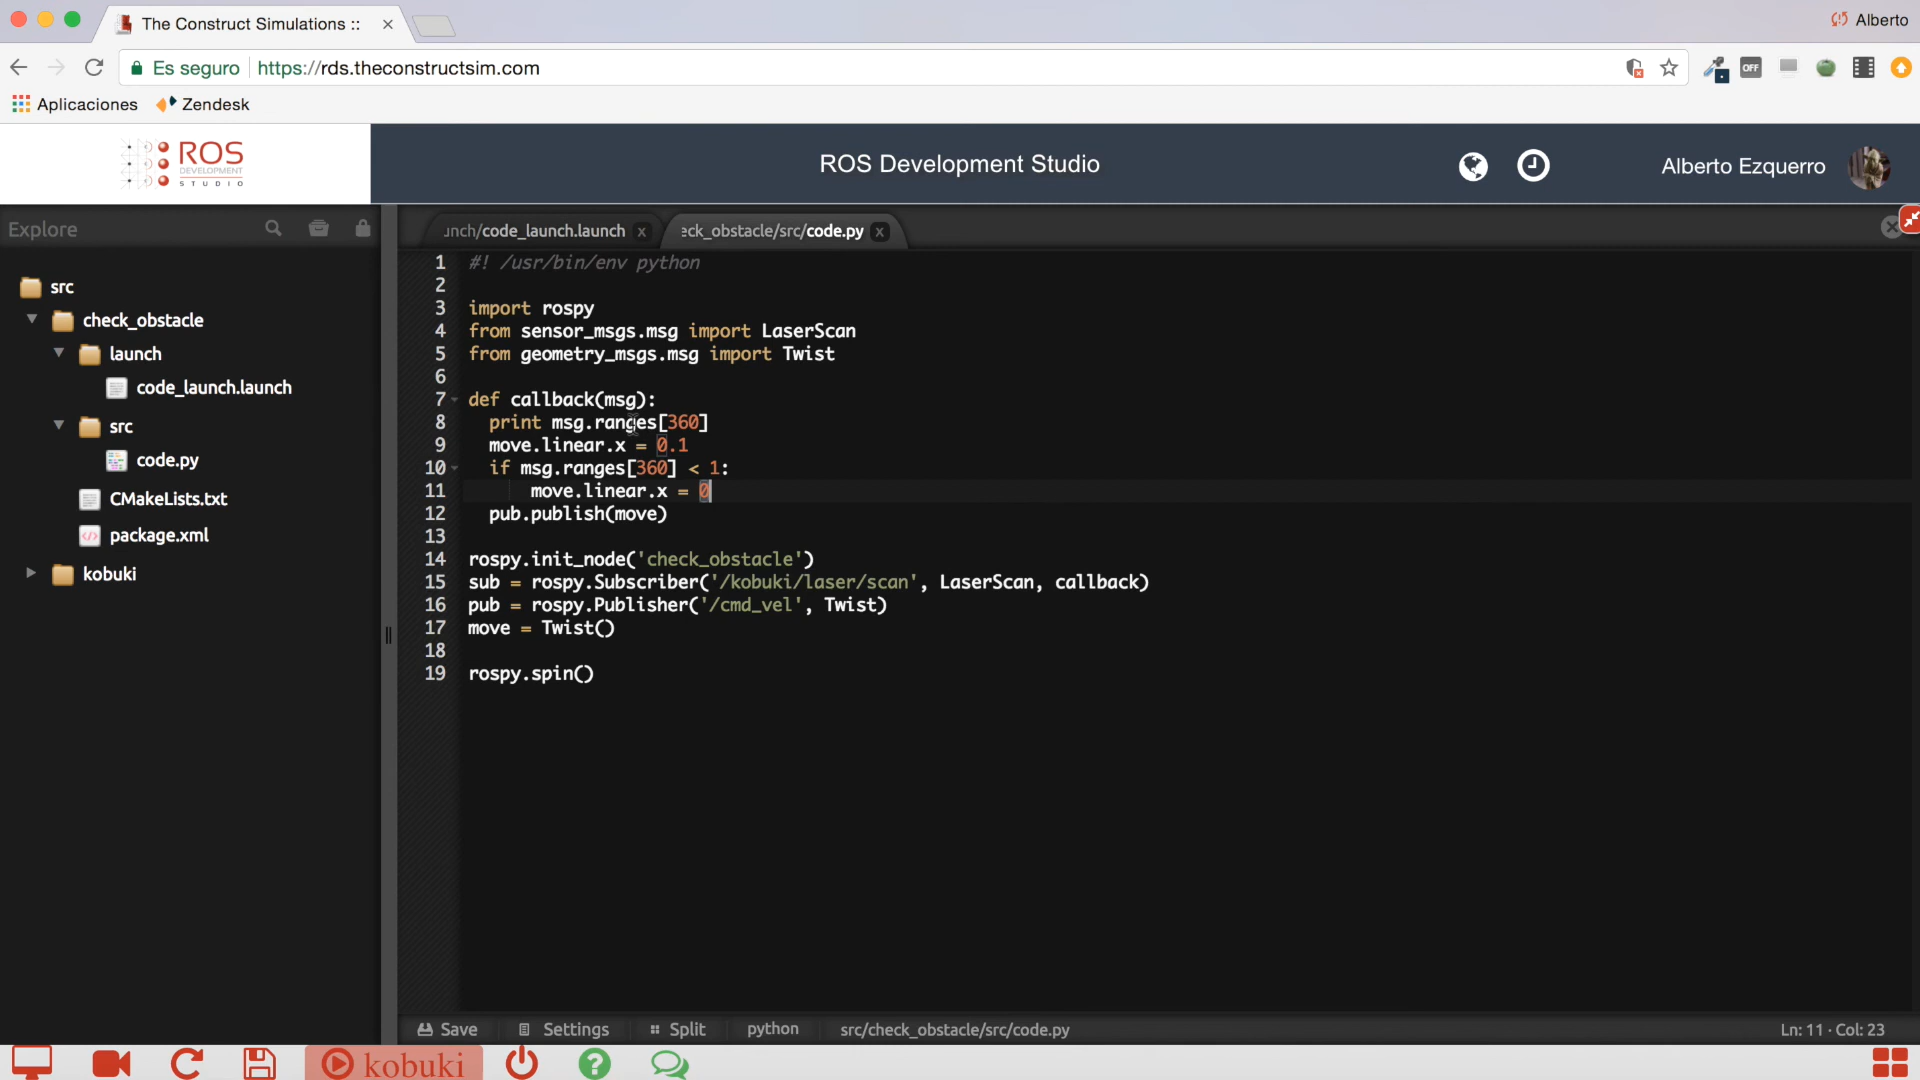 The Construct Simulations ::
Alberto
Es seguro https://rds.theconstructsim.com
OFF
Aplicaciones Zendesk
ROS
DEVELOPMENT
STUDIO
ROS Development Studio
Alberto Ezquerro
Explore
src
check_obstacle
launch
code_launch.launch
src
code.py
CMakeLists.txt
package.xml
kobuki
ınch/code_launch.launch x
eck_obstacle/src/code.py x
1 #! /usr/bin/env python
2
3 import rospy
4 from sensor_msgs.msg import LaserScan
5 from geometry_msgs.msg import Twist
6
7 def callback(msg):
8 print msg.ranges[360]
9 move.linear.x = 0.1
10 if msg.ranges[360] < 1:
11 move.linear.x = 0
12 pub.publish(move)
13
14 rospy.init_node('check_obstacle')
15 sub = rospy.Subscriber('/kobuki/laser/scan', LaserScan, callback)
16 pub = rospy.Publisher('/cmd_vel', Twist)
17 move = Twist()
18
19 rospy.spin()
Save Settings Split python src/check_obstacle/src/code.py Ln: 11 · Col: 23
kobuki